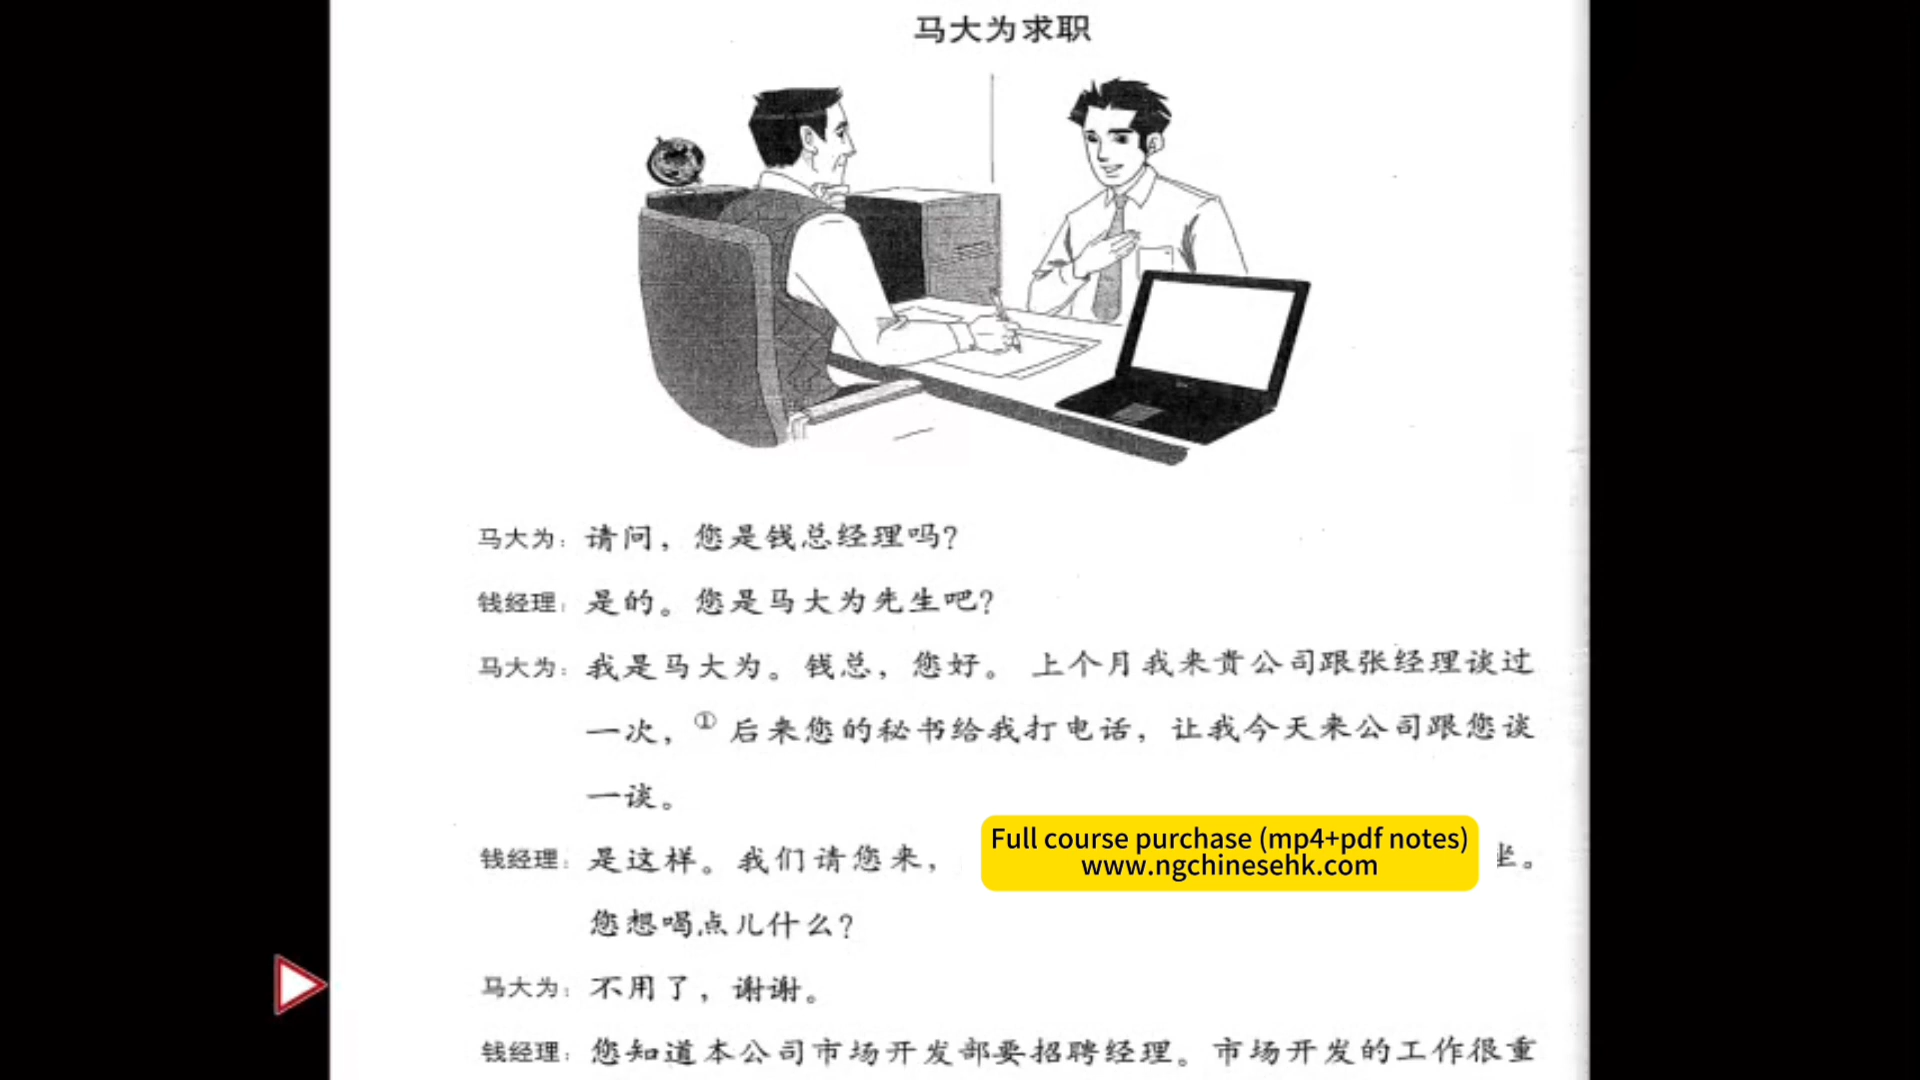 马大为求职
马大为：请问，您是钱总经理吗？
钱经理：是的。您是马大为先生吧？
马大为：我是马大为。钱总，您好。 上个月我来贵公司跟张经理谈过
一次，① 后来您的秘书给我打电话，让我今天来公司跟您谈
一谈。
钱经理：是这样。我们请您来，
坐。
Full course purchase (mp4+pdf notes)
www.ngchinesehk.com
您想喝点儿什么？
马大为：不用了，谢谢。
钱经理：您知道本公司市场开发部要招聘经理。市场开发的工作很重